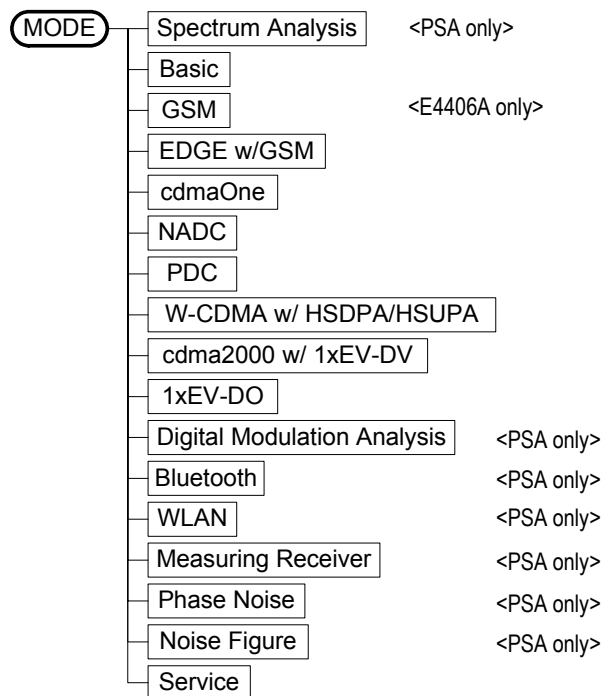 MODE Spectrum Analysis <PSA only>
Basic
GSM <E4406A only>
EDGE w/GSM
cdmaOne
NADC
PDC
W-CDMA w/ HSDPA/HSUPA
cdma2000 w/ 1xEV-DV
1xEV-DO
Digital Modulation Analysis <PSA only>
Bluetooth <PSA only>
WLAN <PSA only>
Measuring Receiver <PSA only>
Phase Noise <PSA only>
Noise Figure <PSA only>
Service